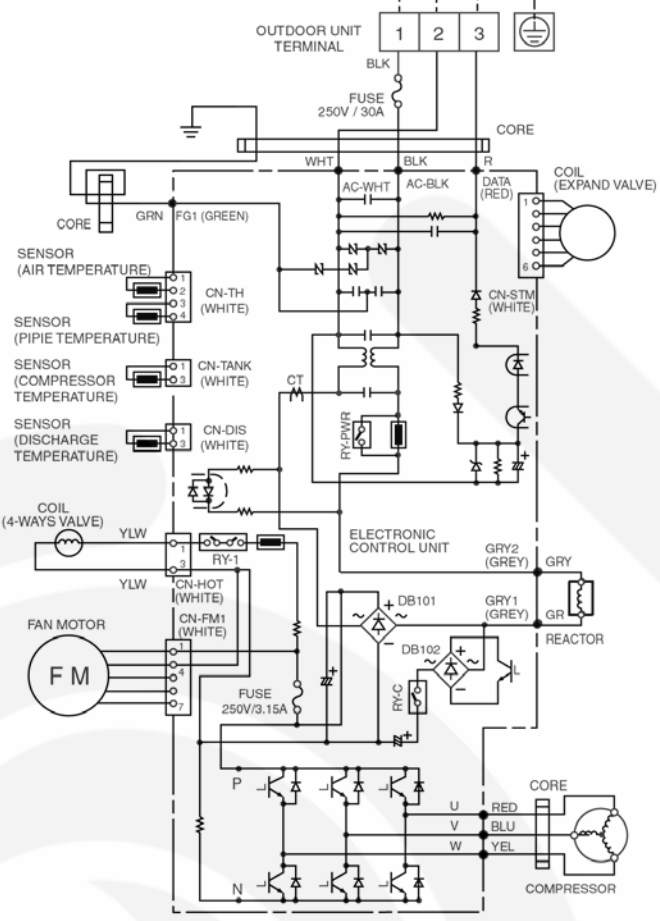 OUTDOOR UNIT
TERMINAL
1 2 3
BLK
FUSE
250V / 30A
CORE
WHT BLK R
AC-WHT AC-BLK DATA
(RED)
COIL
(EXPAND VALVE)
1
6
CN-STM
(WHITE)
CORE
GRN FG1 (GREEN)
SENSOR
(AIR TEMPERATURE)
1
2
3
4
CN-TH
(WHITE)
SENSOR
(PIPIE TEMPERATURE)
SENSOR
(COMPRESSOR
TEMPERATURE)
1
3
CN-TANK
(WHITE)
CT
SENSOR
(DISCHARGE
TEMPERATURE)
1
3
CN-DIS
(WHITE)
RY-PWR
+
COIL
(4-WAYS VALVE)
YLW
1
3
RY-1
YLW
CN-HOT
(WHITE)
ELECTRONIC
CONTROL UNIT
GRY2
(GREY)
GRY
GRY1
(GREY)
GR
REACTOR
FAN MOTOR
FM
CN-FM1
(WHITE)
1
4
7
DB101
~ + ~ −
DB102
~ + ~ −
L
RY-C
+
+
FUSE
250V/3.15A
P
L L L
U RED
V BLU
W YEL
CORE
COMPRESSOR
N
L L L